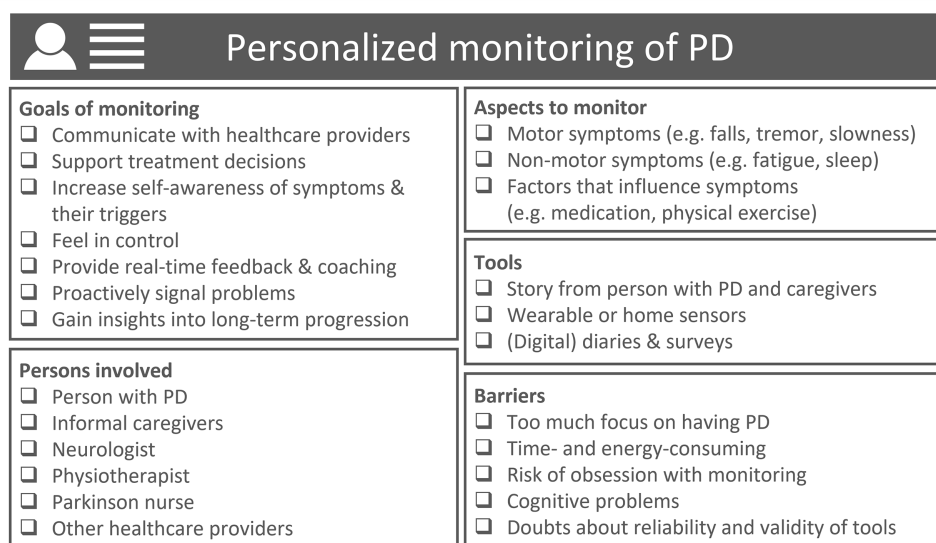 Personalized monitoring of PD
Goals of monitoring
❑ Communicate with healthcare providers
❑ Support treatment decisions
❑ Increase self-awareness of symptoms &
their triggers
❑ Feel in control
❑ Provide real-time feedback & coaching
❑ Proactively signal problems
❑ Gain insights into long-term progression
Persons involved
❑ Person with PD
❑ Informal caregivers
❑ Neurologist
❑ Physiotherapist
❑ Parkinson nurse
❑ Other healthcare providers
Aspects to monitor
❑ Motor symptoms (e.g. falls, tremor, slowness)
❑ Non-motor symptoms (e.g. fatigue, sleep)
❑ Factors that influence symptoms
(e.g. medication, physical exercise)
Tools
❑ Story from person with PD and caregivers
❑ Wearable or home sensors
❑ (Digital) diaries & surveys
Barriers
❑ Too much focus on having PD
❑ Time- and energy-consuming
❑ Risk of obsession with monitoring
❑ Cognitive problems
❑ Doubts about reliability and validity of tools